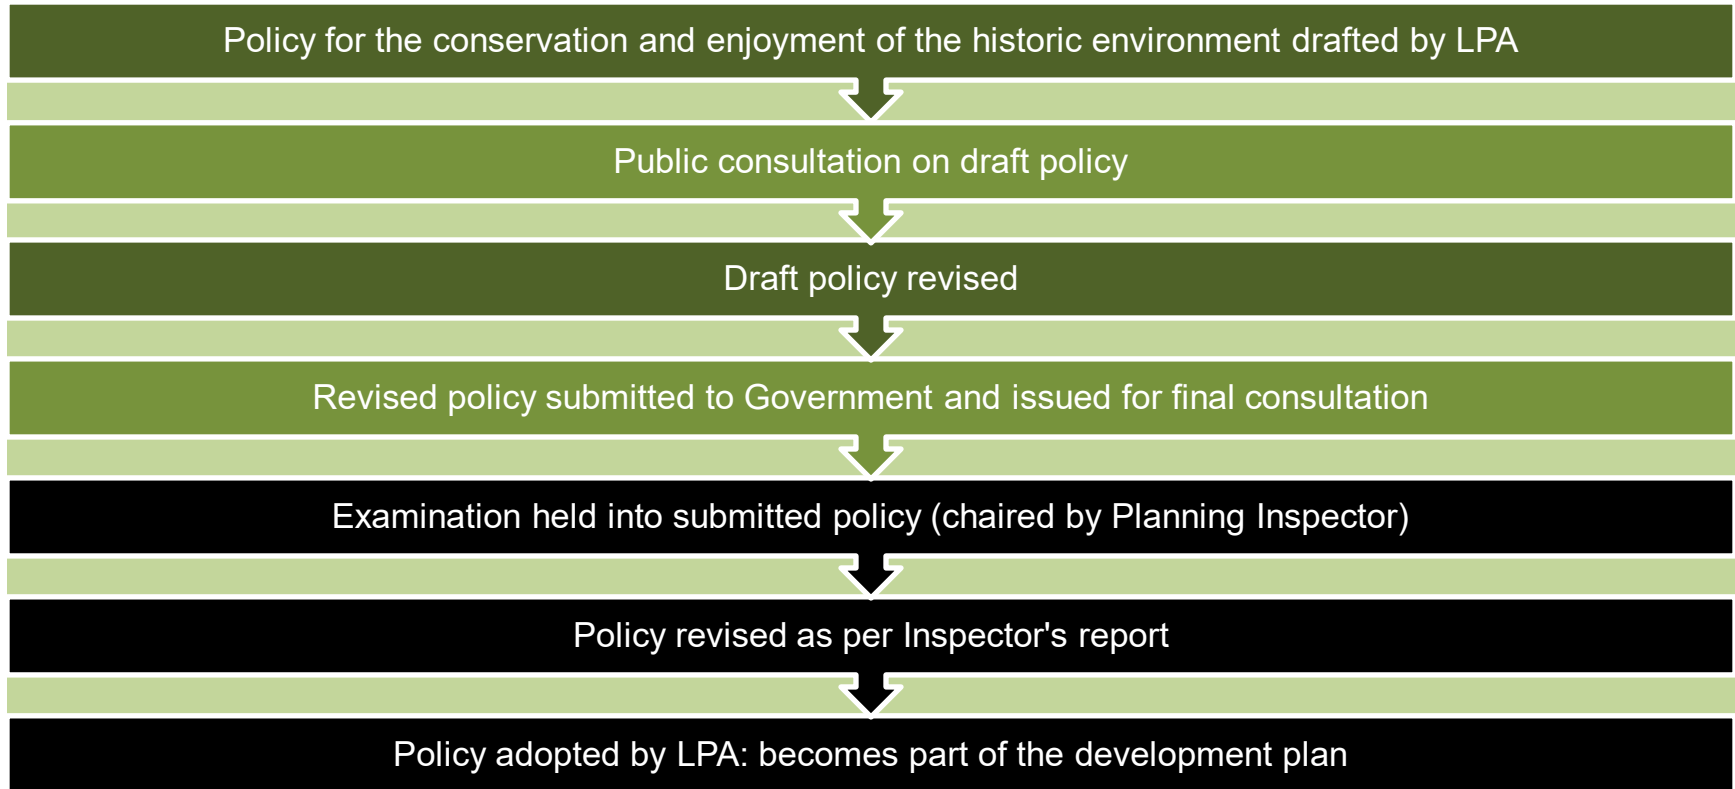 Policy for the conservation and enjoyment of the historic environment drafted by LPA
Public consultation on draft policy
Draft policy revised
Revised policy submitted to Government and issued for final consultation
Examination held into submitted policy (chaired by Planning Inspector)
Policy revised as per Inspector's report
Policy adopted by LPA: becomes part of the development plan